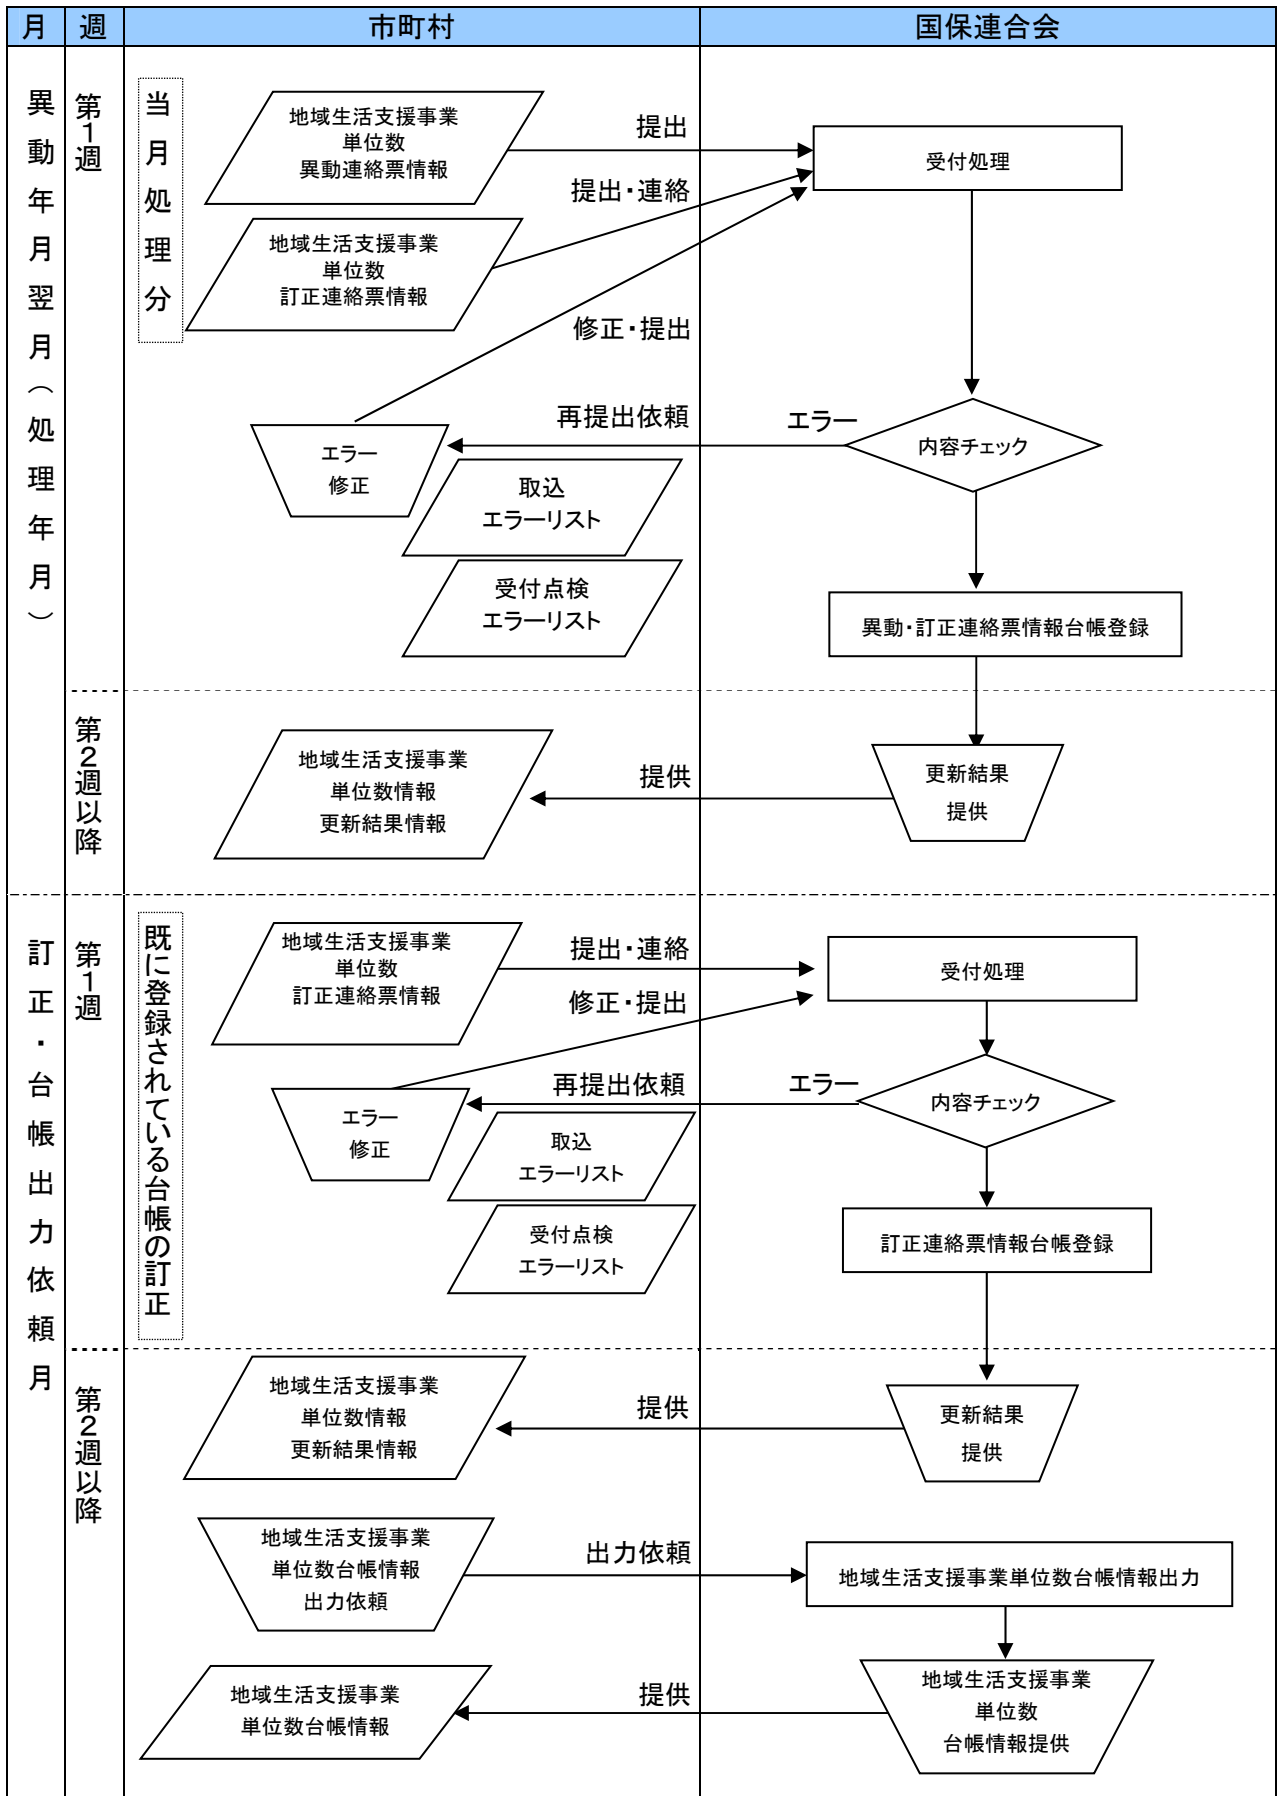 月
週
市町村
国保連合会
異動年月翌月（処理年月）
第1週
当月処理分
地域生活支援事業
単位数
異動連絡票情報
提出
受付処理
提出・連絡
地域生活支援事業
単位数
訂正連絡票情報
修正・提出
再提出依頼
エラー
内容チェック
エラー
修正
取込
エラーリスト
受付点検
エラーリスト
異動・訂正連絡票情報台帳登録
第2週以降
地域生活支援事業
単位数情報
更新結果情報
提供
更新結果
提供
訂正・台帳出力依頼月
第1週
既に登録されている台帳の訂正
地域生活支援事業
単位数
訂正連絡票情報
提出・連絡
受付処理
修正・提出
再提出依頼
エラー
内容チェック
エラー
修正
取込
エラーリスト
受付点検
エラーリスト
訂正連絡票情報台帳登録
第2週以降
地域生活支援事業
単位数情報
更新結果情報
提供
更新結果
提供
地域生活支援事業
単位数台帳情報
出力依頼
出力依頼
地域生活支援事業単位数台帳情報出力
地域生活支援事業
単位数台帳情報
提供
地域生活支援事業
単位数
台帳情報提供